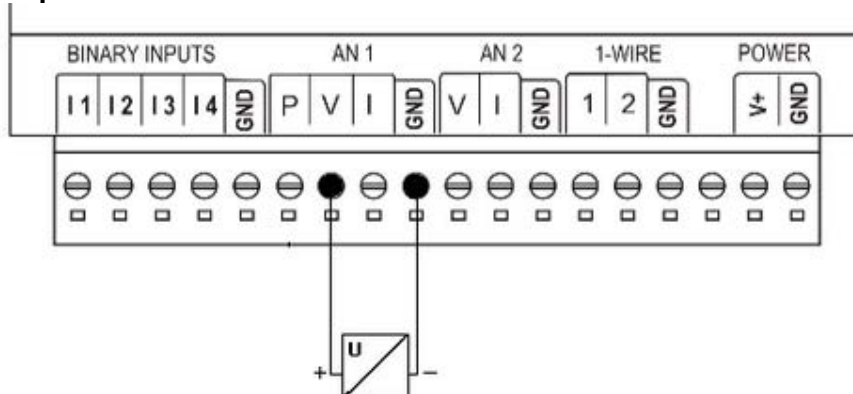 BINARY INPUTS AN 1 AN 2 1-WIRE POWER
I1 I2 I3 I4 GND P V I GND V I GND 1 2 GND V+ GND
U
+ −